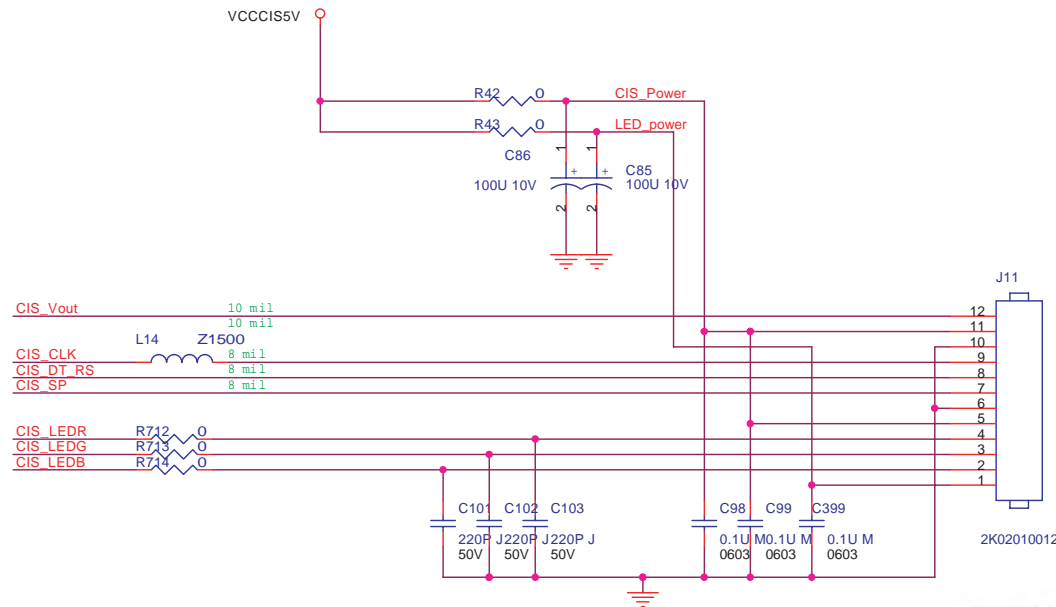 VCCCIS5V
R42 0 CIS_Power
R43 0 LED_power
C86 1 1 C85
100U 10V + + 100U 10V
2 2
J11
CIS_Vout 10 mil 12
10 mil 11
L14 Z1500 10
CIS_CLK 8 mil 9
CIS_DT_RS 8 mil 8
CIS_SP 8 mil 7
6
5
CIS_LEDR R712 0 4
CIS_LEDG R713 0 3
CIS_LEDB R714 0 2
1
C101 C102 C103 C98 C99 C399
220P J 220P J 220P J 0.1U M 0.1U M 0.1U M 2K02010012
50V 50V 50V 0603 0603 0603